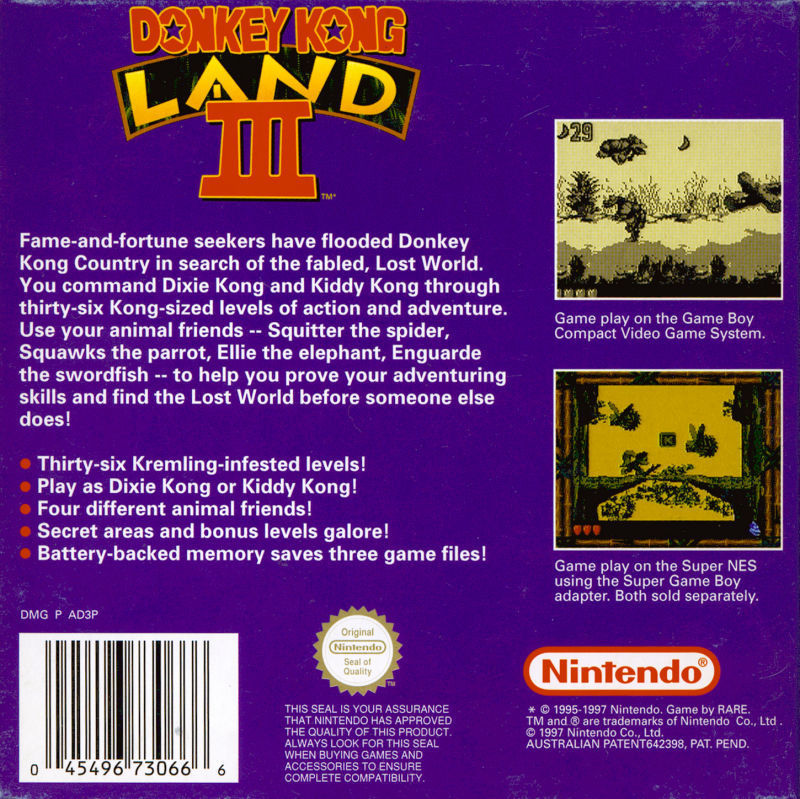 DONKEY KONG
LAND
III
TM*
Fame-and-fortune seekers have flooded Donkey
Kong Country in search of the fabled, Lost World.
You command Dixie Kong and Kiddy Kong through
thirty-six Kong-sized levels of action and adventure.
Use your animal friends -- Squitter the spider,
Squawks the parrot, Ellie the elephant, Enguarde
the swordfish -- to help you prove your adventuring
skills and find the Lost World before someone else
does!
• Thirty-six Kremling-infested levels!
• Play as Dixie Kong or Kiddy Kong!
• Four different animal friends!
• Secret areas and bonus levels galore!
• Battery-backed memory saves three game files!
29
Game play on the Game Boy
Compact Video Game System.
K
Game play on the Super NES
using the Super Game Boy
adapter. Both sold separately.
DMG P AD3P
0 45496 73066 6
Original
Nintendo
Seal of
Quality
TM
THIS SEAL IS YOUR ASSURANCE
THAT NINTENDO HAS APPROVED
THE QUALITY OF THIS PRODUCT.
ALWAYS LOOK FOR THIS SEAL
WHEN BUYING GAMES AND
ACCESSORIES TO ENSURE
COMPLETE COMPATIBILITY.
Nintendo®
* © 1995-1997 Nintendo. Game by RARE.
TM and ® are trademarks of Nintendo Co., Ltd.
© 1997 Nintendo Co., Ltd.
AUSTRALIAN PATENT642398, PAT. PEND.